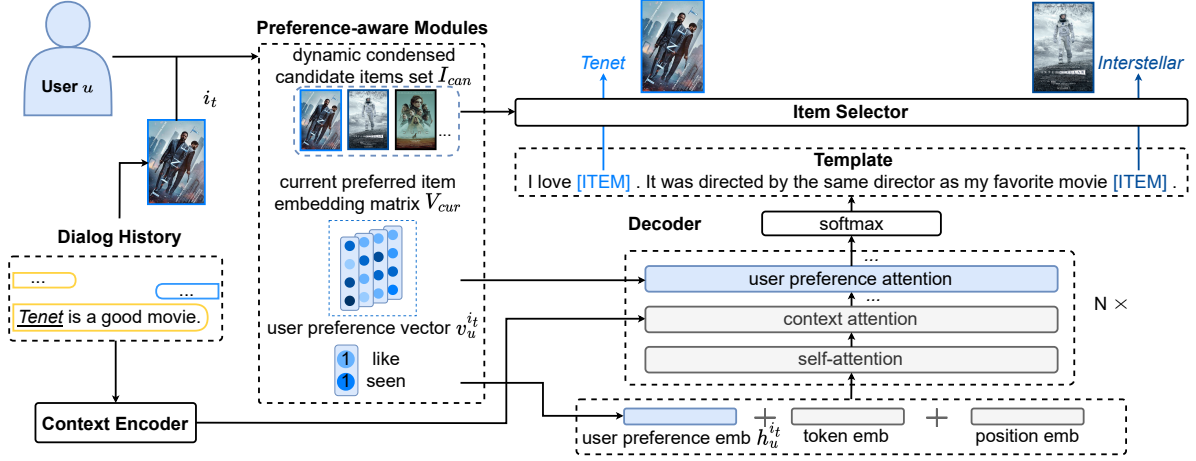 User u
i_t
Dialog History
...
...
Tenet is a good movie.
Context Encoder
Preference-aware Modules
dynamic condensed
candidate items set I_can
...
current preferred item
embedding matrix V_cur
user preference vector v_u^{i_t}
1 like
1 seen
Tenet
TENET
Interstellar
Item Selector
Template
I love [ITEM] . It was directed by the same director as my favorite movie [ITEM] .
Decoder
softmax
...
user preference attention
...
context attention
self-attention
N ×
+
+
user preference emb h_u^{i_t}
token emb
position emb